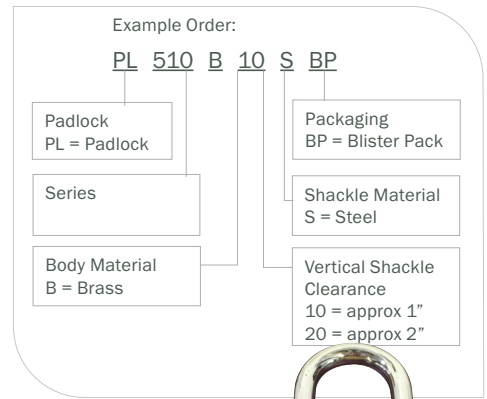 Example Order:
PL 510 B 10 S BP
Padlock
PL = Padlock
Series
Body Material
B = Brass
Packaging
BP = Blister Pack
Shackle Material
S = Steel
Vertical Shackle
Clearance
10 = approx 1”
20 = approx 2”